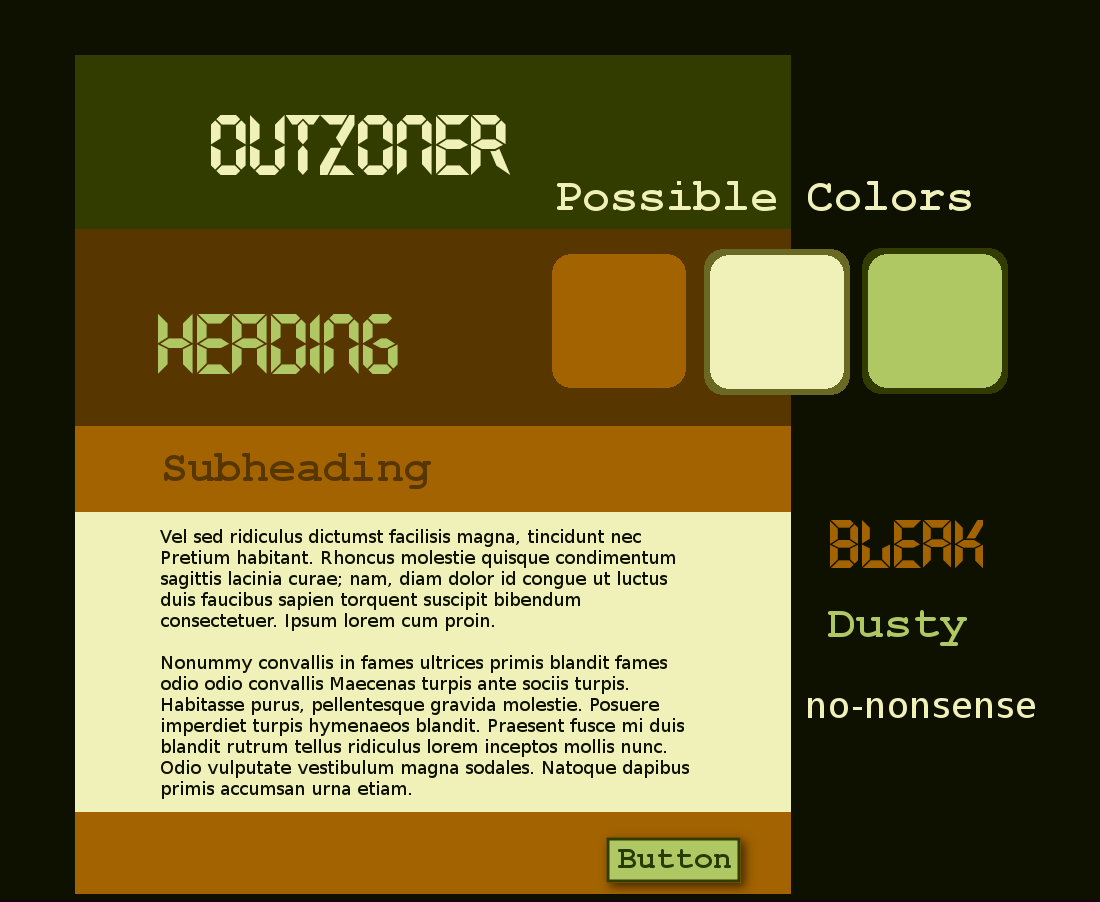 OUTZONER
Possible Colors
HEADING
Subheading
Vel sed ridiculus dictumst facilisis magna, tincidunt nec
Pretium habitant. Rhoncus molestie quisque condimentum
sagittis lacinia curae; nam, diam dolor id congue ut luctus
duis faucibus sapien torquent suscipit bibendum
consectetuer. Ipsum lorem cum proin.
Nonummy convallis in fames ultrices primis blandit fames
odio odio convallis Maecenas turpis ante sociis turpis.
Habitasse purus, pellentesque gravida molestie. Posuere
imperdiet turpis hymenaeos blandit. Praesent fusce mi duis
blandit rutrum tellus ridiculus lorem inceptos mollis nunc.
Odio vulputate vestibulum magna sodales. Natoque dapibus
primis accumsan urna etiam.
BLEAK
Dusty
no-nonsense
Button